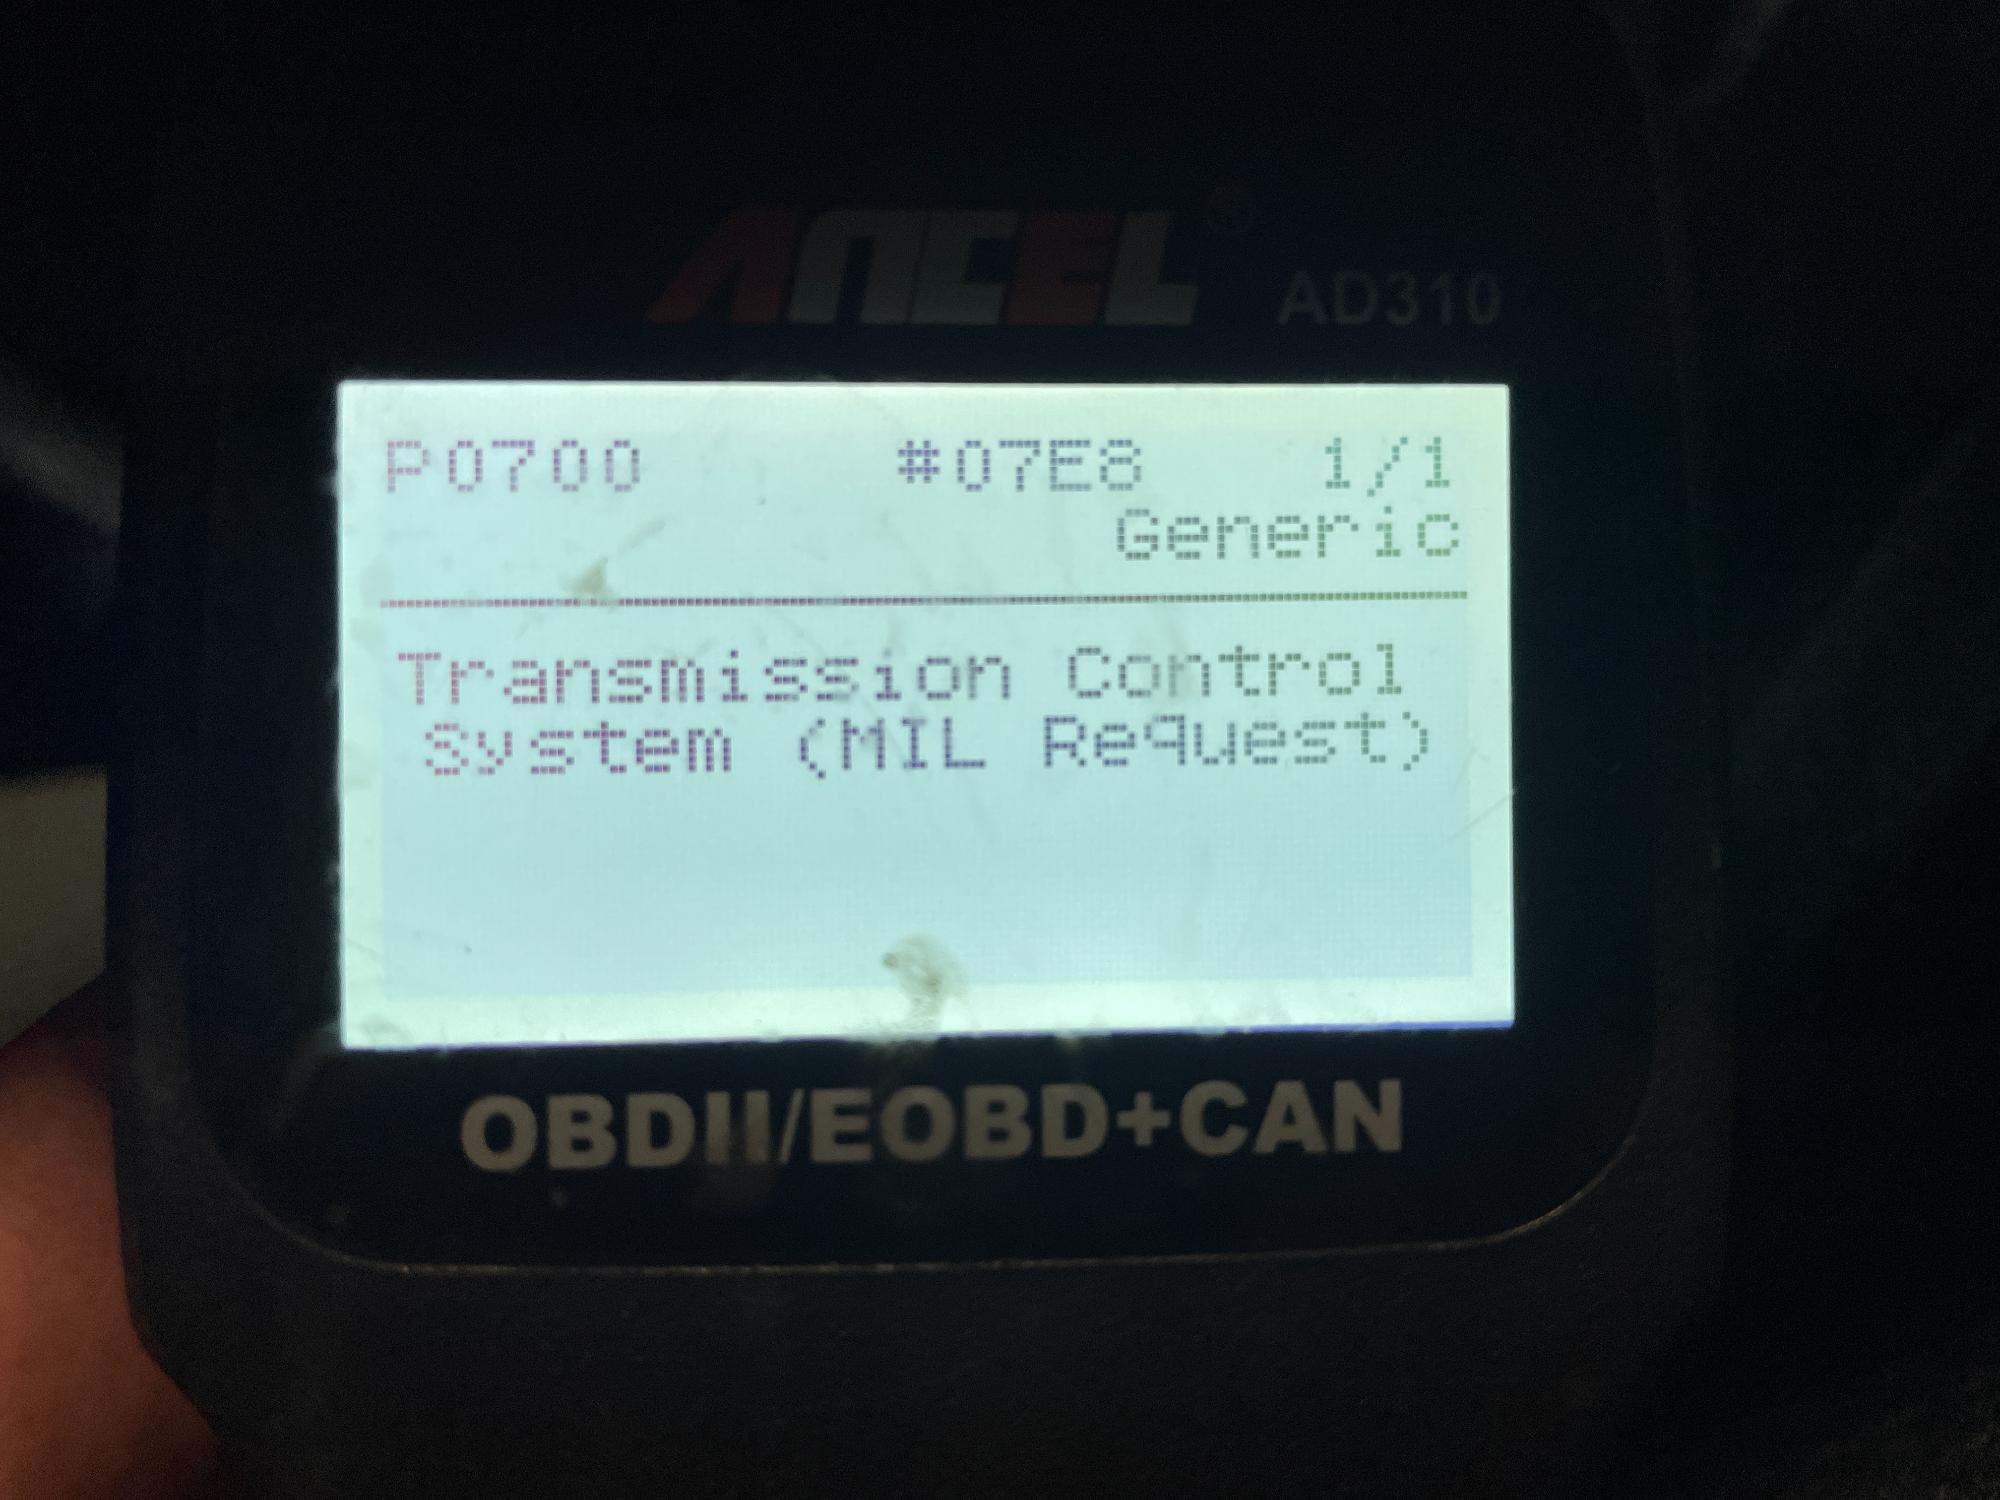 ANCEL®
AD310
P0700 #07E8 1/1
Generic
Transmission Control
System (MIL Request)
OBDII/EOBD+CAN